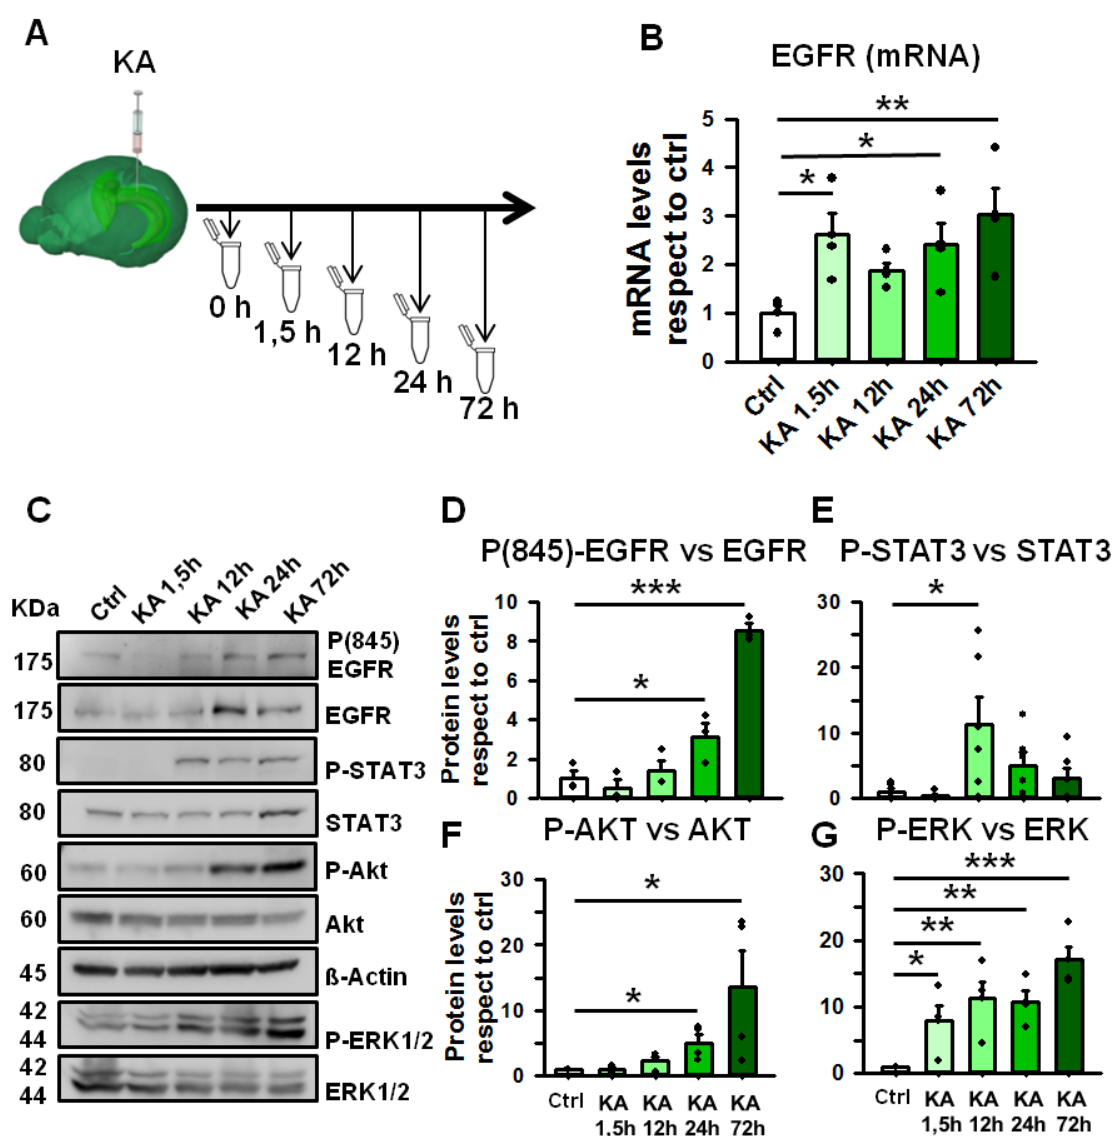 A
KA
0 h
1,5 h
12 h
24 h
72 h
B
EGFR (mRNA)
mRNA levels
respect to ctrl
5
4
3
2
1
0
**
*
*
Ctrl
KA 1.5h
KA 12h
KA 24h
KA 72h
C
KDa
Ctrl
KA 1,5h
KA 12h
KA 24h
KA 72h
175
P(845)
EGFR
175
EGFR
80
P-STAT3
80
STAT3
60
P-Akt
60
Akt
45
ß-Actin
42
44
P-ERK1/2
42
44
ERK1/2
D
P(845)-EGFR vs EGFR
Protein levels
respect to ctrl
10
8
6
4
2
0
***
*
E
P-STAT3 vs STAT3
30
20
10
0
*
F
P-AKT vs AKT
Protein levels
respect to ctrl
30
20
10
0
*
*
Ctrl
KA
1,5h
KA
12h
KA
24h
KA
72h
G
P-ERK vs ERK
30
20
10
0
***
**
**
*
Ctrl
KA
1,5h
KA
12h
KA
24h
KA
72h